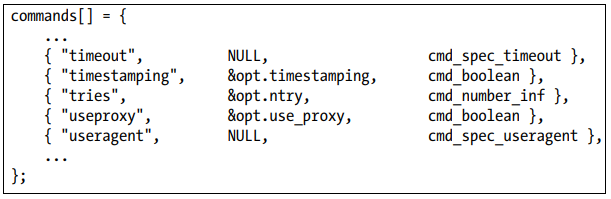 commands[] = {
    ...
    { "timeout",         NULL,                cmd_spec_timeout },
    { "timestamping",    &opt.timestamping,   cmd_boolean },
    { "tries",           &opt.ntry,           cmd_number_inf },
    { "useproxy",        &opt.use_proxy,      cmd_boolean },
    { "useragent",       NULL,                cmd_spec_useragent },
    ...
};